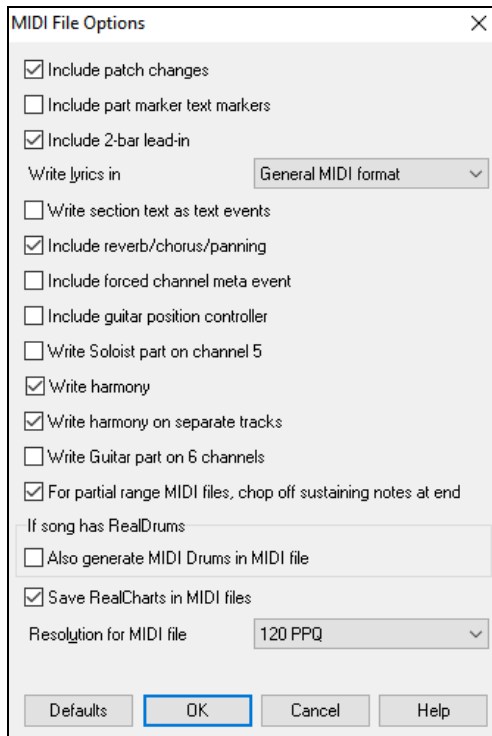 MIDI File Options
Include patch changes
Include part marker text markers
Include 2-bar lead-in
Write lyrics in General MIDI format
Write section text as text events
Include reverb/chorus/panning
Include forced channel meta event
Include guitar position controller
Write Soloist part on channel 5
Write harmony
Write harmony on separate tracks
Write Guitar part on 6 channels
For partial range MIDI files, chop off sustaining notes at end
If song has RealDrums
Also generate MIDI Drums in MIDI file
Save RealCharts in MIDI files
Resolution for MIDI file 120 PPQ
Defaults OK Cancel Help